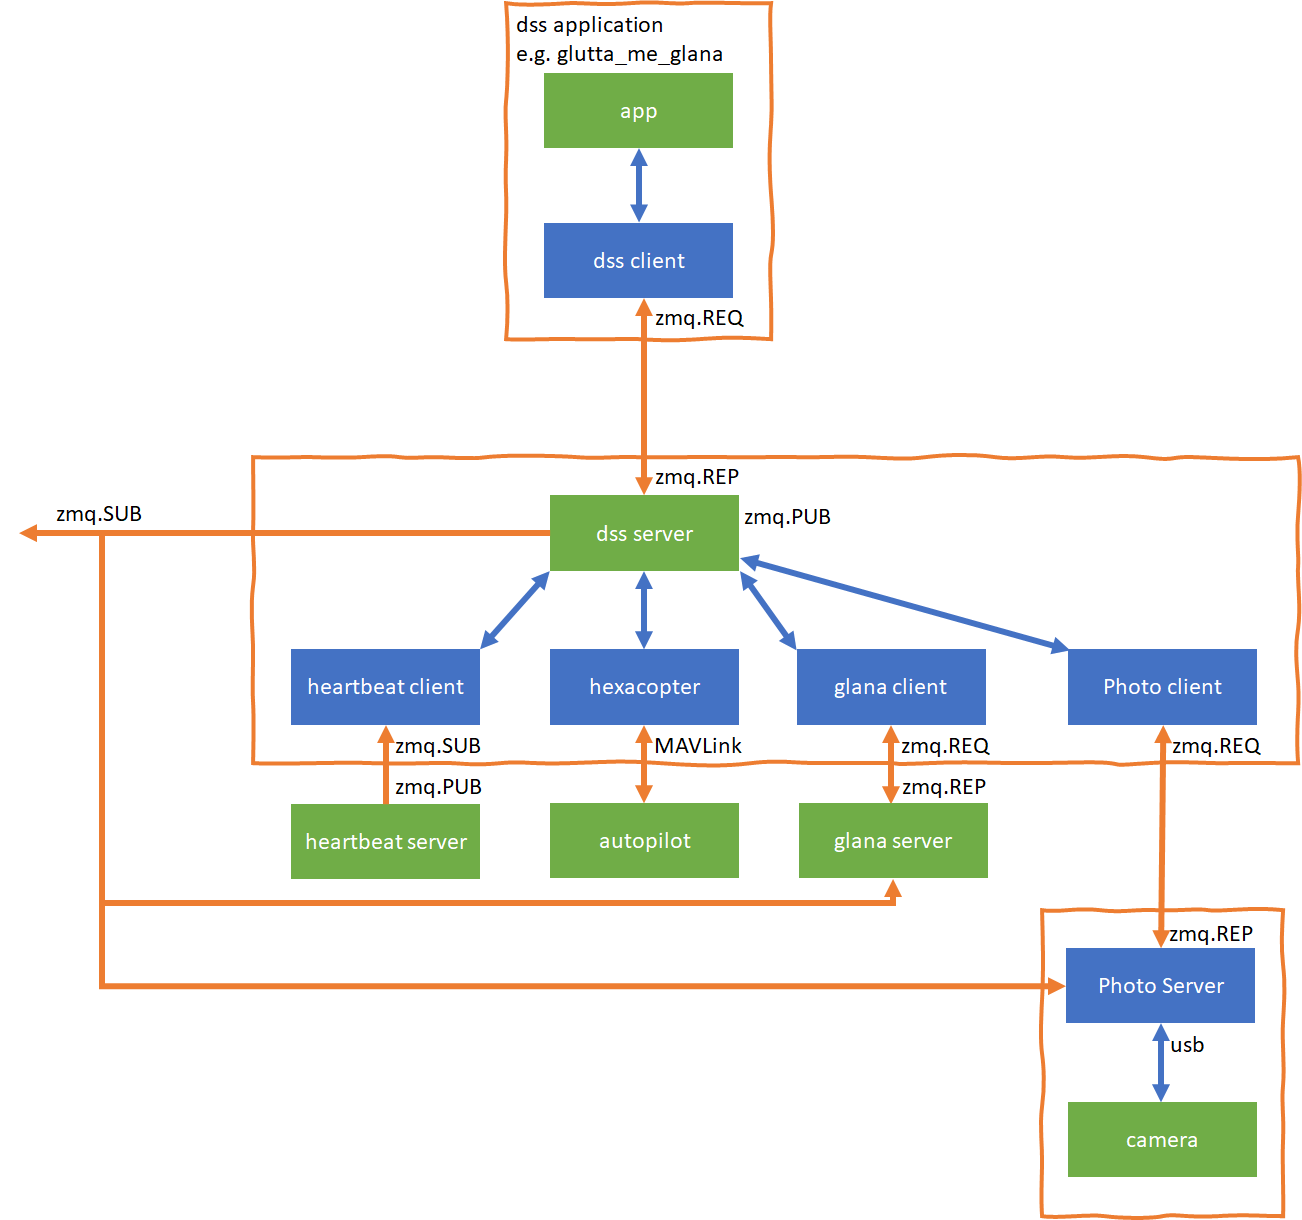 dss application
e.g. glutta_me_glana
app
dss client
zmq.REQ
zmq.REP
zmq.SUB
zmq.PUB
dss server
heartbeat client
hexacopter
glana client
Photo client
zmq.SUB
MAVLink
zmq.REQ
zmq.REQ
zmq.PUB
zmq.REP
heartbeat server
autopilot
glana server
zmq.REP
Photo Server
usb
camera